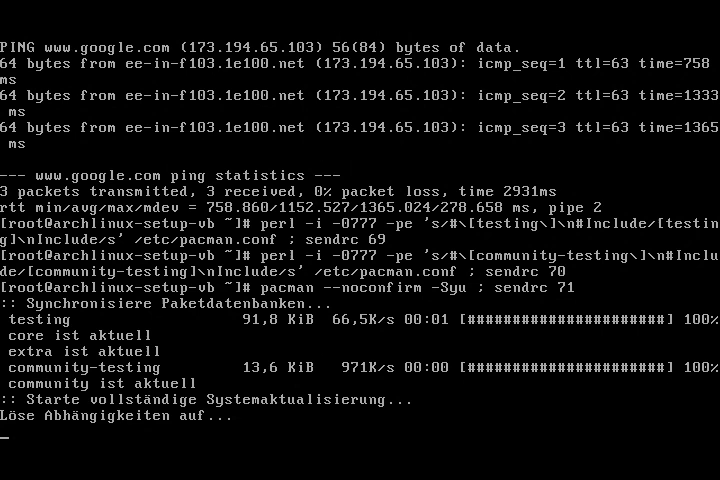 PING www.google.com (173.194.65.103) 56(84) bytes of data.
64 bytes from ee-in-f103.1e100.net (173.194.65.103): icmp_seq=1 ttl=63 time=758
ms
64 bytes from ee-in-f103.1e100.net (173.194.65.103): icmp_seq=2 ttl=63 time=1333
 ms
64 bytes from ee-in-f103.1e100.net (173.194.65.103): icmp_seq=3 ttl=63 time=1365
 ms
--- www.google.com ping statistics ---
3 packets transmitted, 3 received, 0% packet loss, time 2931ms
rtt min/avg/max/mdev = 758.860/1152.527/1365.024/278.658 ms, pipe 2
[root@archlinux-setup-vb ~]# perl -i -0777 -pe 's/#\[testing\]\n#Include/[testin
g]\nInclude/s' /etc/pacman.conf ; sendrc 69
[root@archlinux-setup-vb ~]# perl -i -0777 -pe 's/#\[community-testing\]\n#Inclu
de/[community-testing]\nInclude/s' /etc/pacman.conf ; sendrc 70
[root@archlinux-setup-vb ~]# pacman --noconfirm -Syu ; sendrc 71
:: Synchronisiere Paketdatenbanken...
 testing 91,8 KiB 66,5K/s 00:01 [######################] 100%
 core ist aktuell
 extra ist aktuell
 community-testing 13,6 KiB 971K/s 00:00 [######################] 100%
 community ist aktuell
:: Starte vollständige Systemaktualisierung...
Löse Abhängigkeiten auf...
_